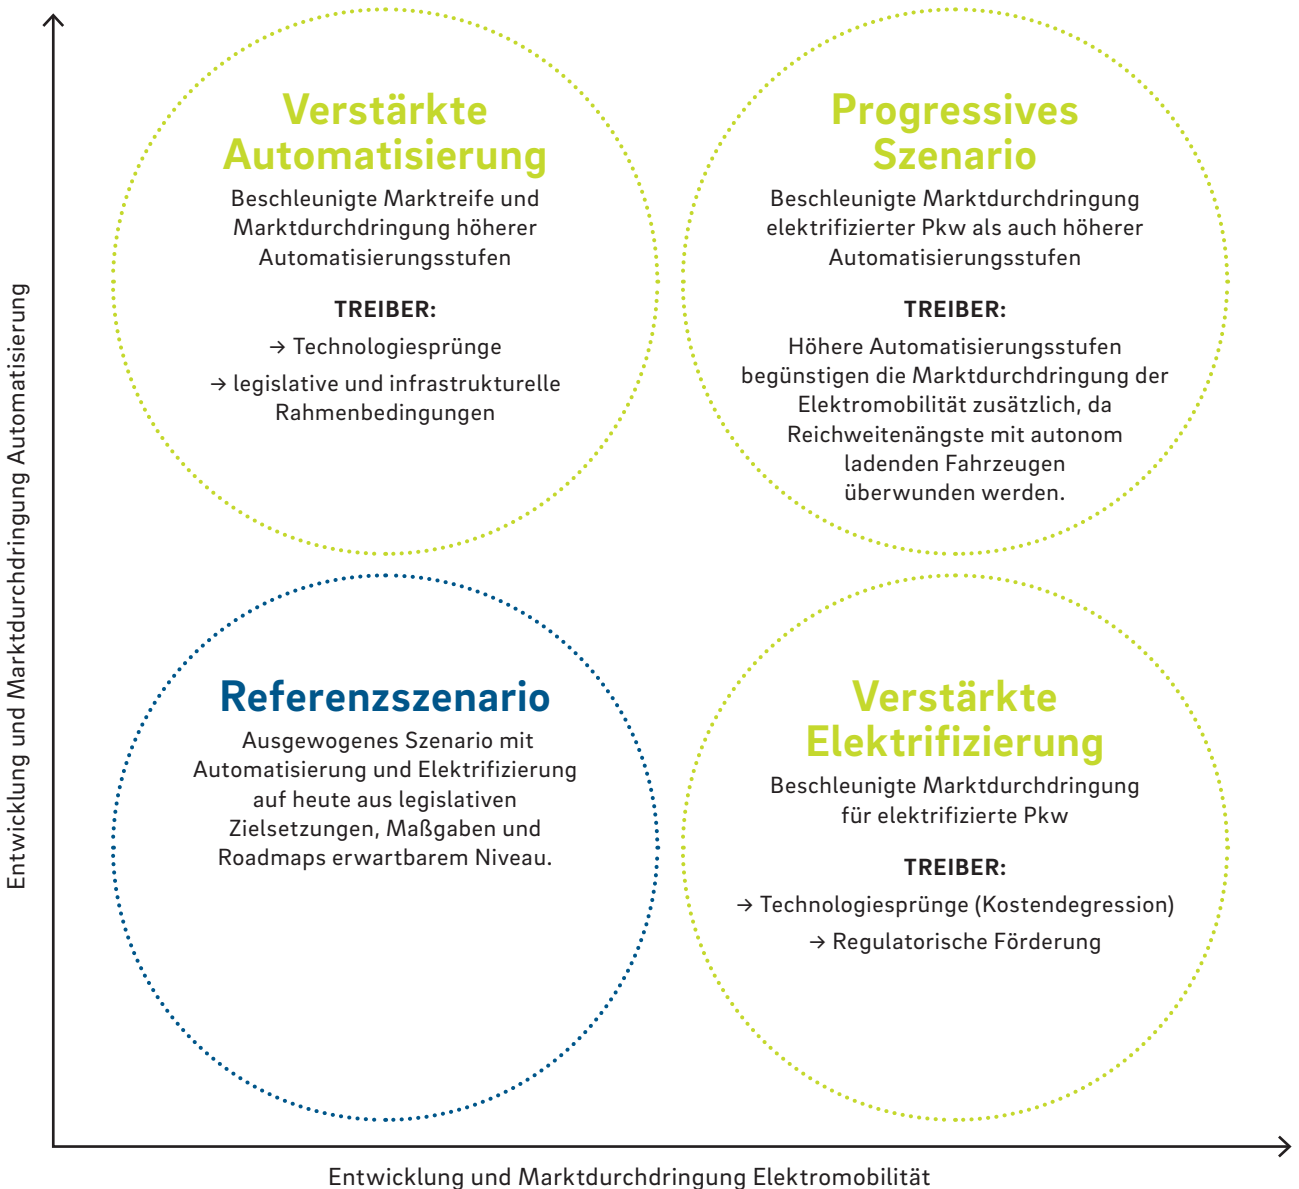 Entwicklung und Marktdurchdringung Automatisierung
Verstärkte
Automatisierung
Beschleunigte Marktreife und
Marktdurchdringung höherer
Automatisierungsstufen
TREIBER:
→ Technologiesprünge
→ legislative und infrastrukturelle
Rahmenbedingungen
Progressives
Szenario
Beschleunigte Marktdurchdringung
elektrifizierter Pkw als auch höherer
Automatisierungsstufen
TREIBER:
Höhere Automatisierungsstufen
begünstigen die Marktdurchdringung der
Elektromobilität zusätzlich, da
Reichweitenängste mit autonom
ladenden Fahrzeugen
überwunden werden.
Referenzszenario
Ausgewogenes Szenario mit
Automatisierung und Elektrifizierung
auf heute aus legislativen
Zielsetzungen, Maßgaben und
Roadmaps erwartbarem Niveau.
Verstärkte
Elektrifizierung
Beschleunigte Marktdurchdringung
für elektrifizierte Pkw
TREIBER:
→ Technologiesprünge (Kostendegression)
→ Regulatorische Förderung
Entwicklung und Marktdurchdringung Elektromobilität